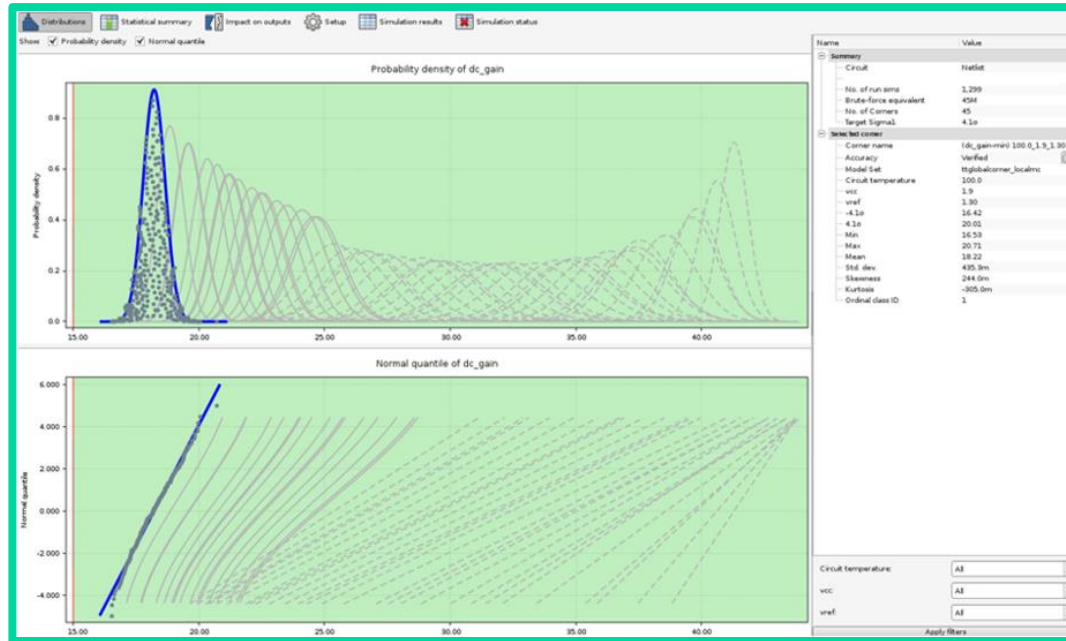 Distributions Statistical summary Impact on outputs Setup Simulation results Simulation status
Show: Probability density Normal quantile
Probability density of dc_gain
Probability density
0.8
0.6
0.4
0.2
0.0
15.00 20.00 25.00 30.00 35.00 40.00
Normal quantile of dc_gain
Normal quantile
6.000
4.000
2.000
0.000
-2.000
-4.000
15.00 20.00 25.00 30.00 35.00 40.00
Name Value
Summary
Circuit Netlist
No. of run sims 1,299
Brute-force equivalent 45M
No. of Corners 45
Target Sigma1 4.1σ
Selected corner
Corner name (dc_gain-min) 100.0_1.9_1.30
Accuracy Verified
Model Set ttglobalcorner_localmc
Circuit temperature 100.0
vcc 1.9
vref 1.30
-4.1σ 16.42
4.1σ 20.01
Min 16.53
Max 20.71
Mean 18.22
Std. dev. 435.3m
Skewness 244.0m
Kurtosis -305.0m
Ordinal class ID 1
Circuit temperature: All
vcc: All
vref: All
Apply filters